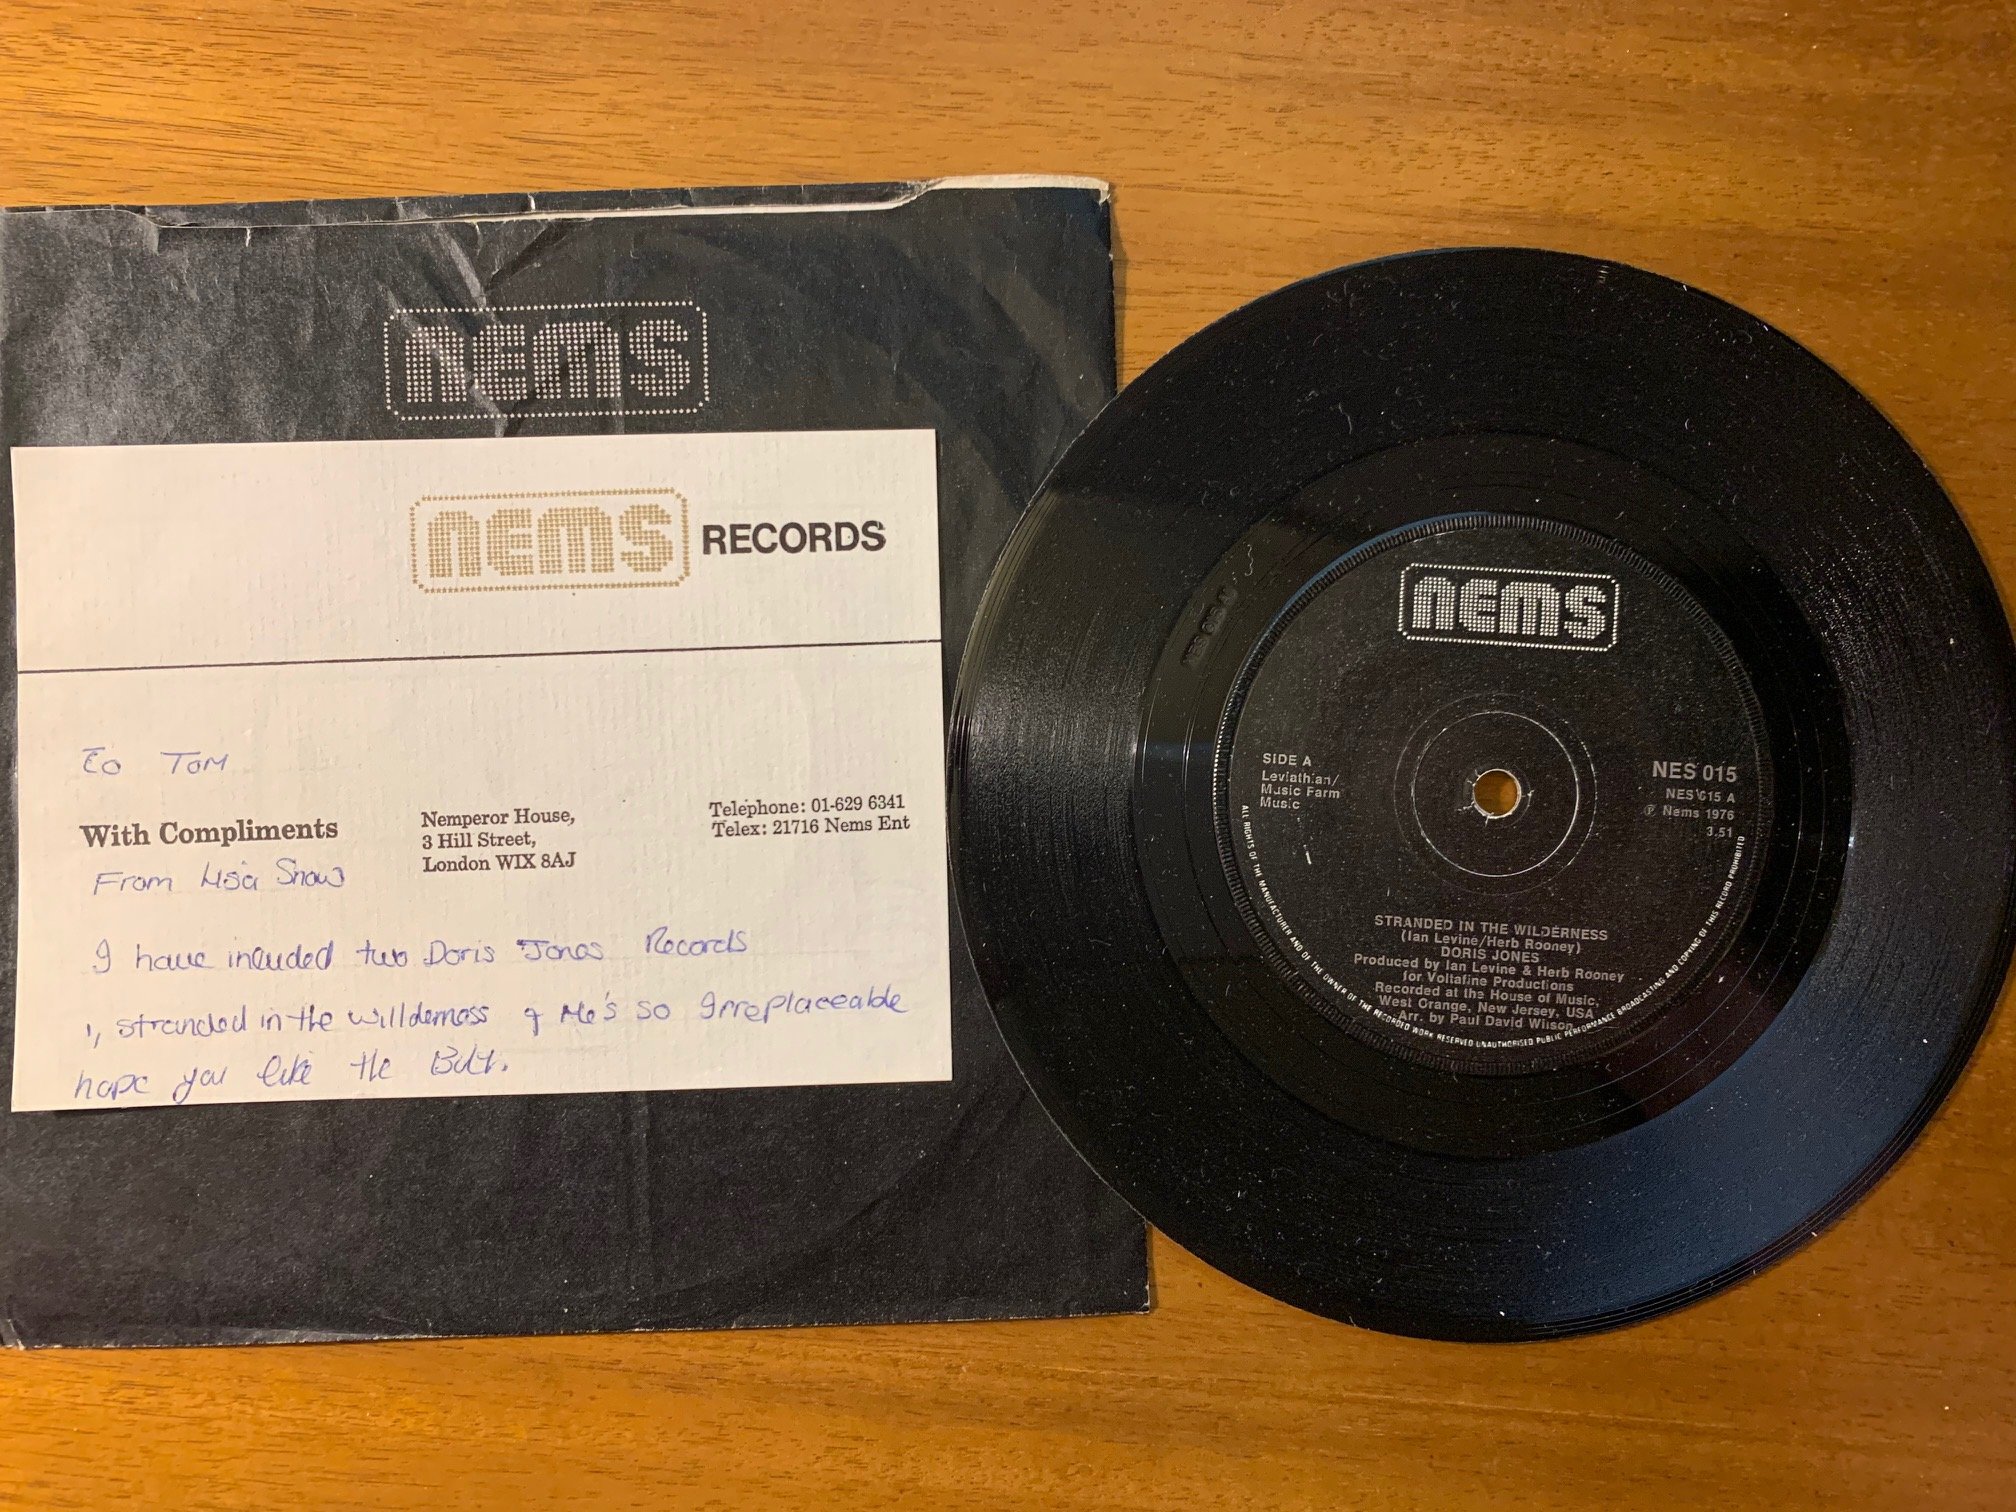 NEMS
NEMS RECORDS
To Tom
With Compliments
Nemperor House,
3 Hill Street,
London W1X 8AJ
Telephone: 01-629 6341
Telex: 21716 Nems Ent
From Lisa Snow
I have inluded two Doris Jones Records
1, stranded in the willderness & He's so Irreplaceable
hope you like the
NEMS
SIDE A
Leviathan/
Music Farm
Music
NES 015
NES 015 A
℗ Nems 1976
3.51
STRANDED IN THE WILDERNESS
(Ian Levine/Herb Rooney)
DORIS JONES
Produced by Ian Levine & Herb Rooney
for Voltafine Productions
Recorded at the House of Music,
West Orange, New Jersey, USA
Arr. by Paul David Wilson
ALL RIGHTS OF THE MANUFACTURER AND OF THE OWNER OF THE RECORDED WORK RESERVED UNAUTHORISED PUBLIC PERFORMANCE BROADCASTING AND COPYING OF THIS RECORD PROHIBITED